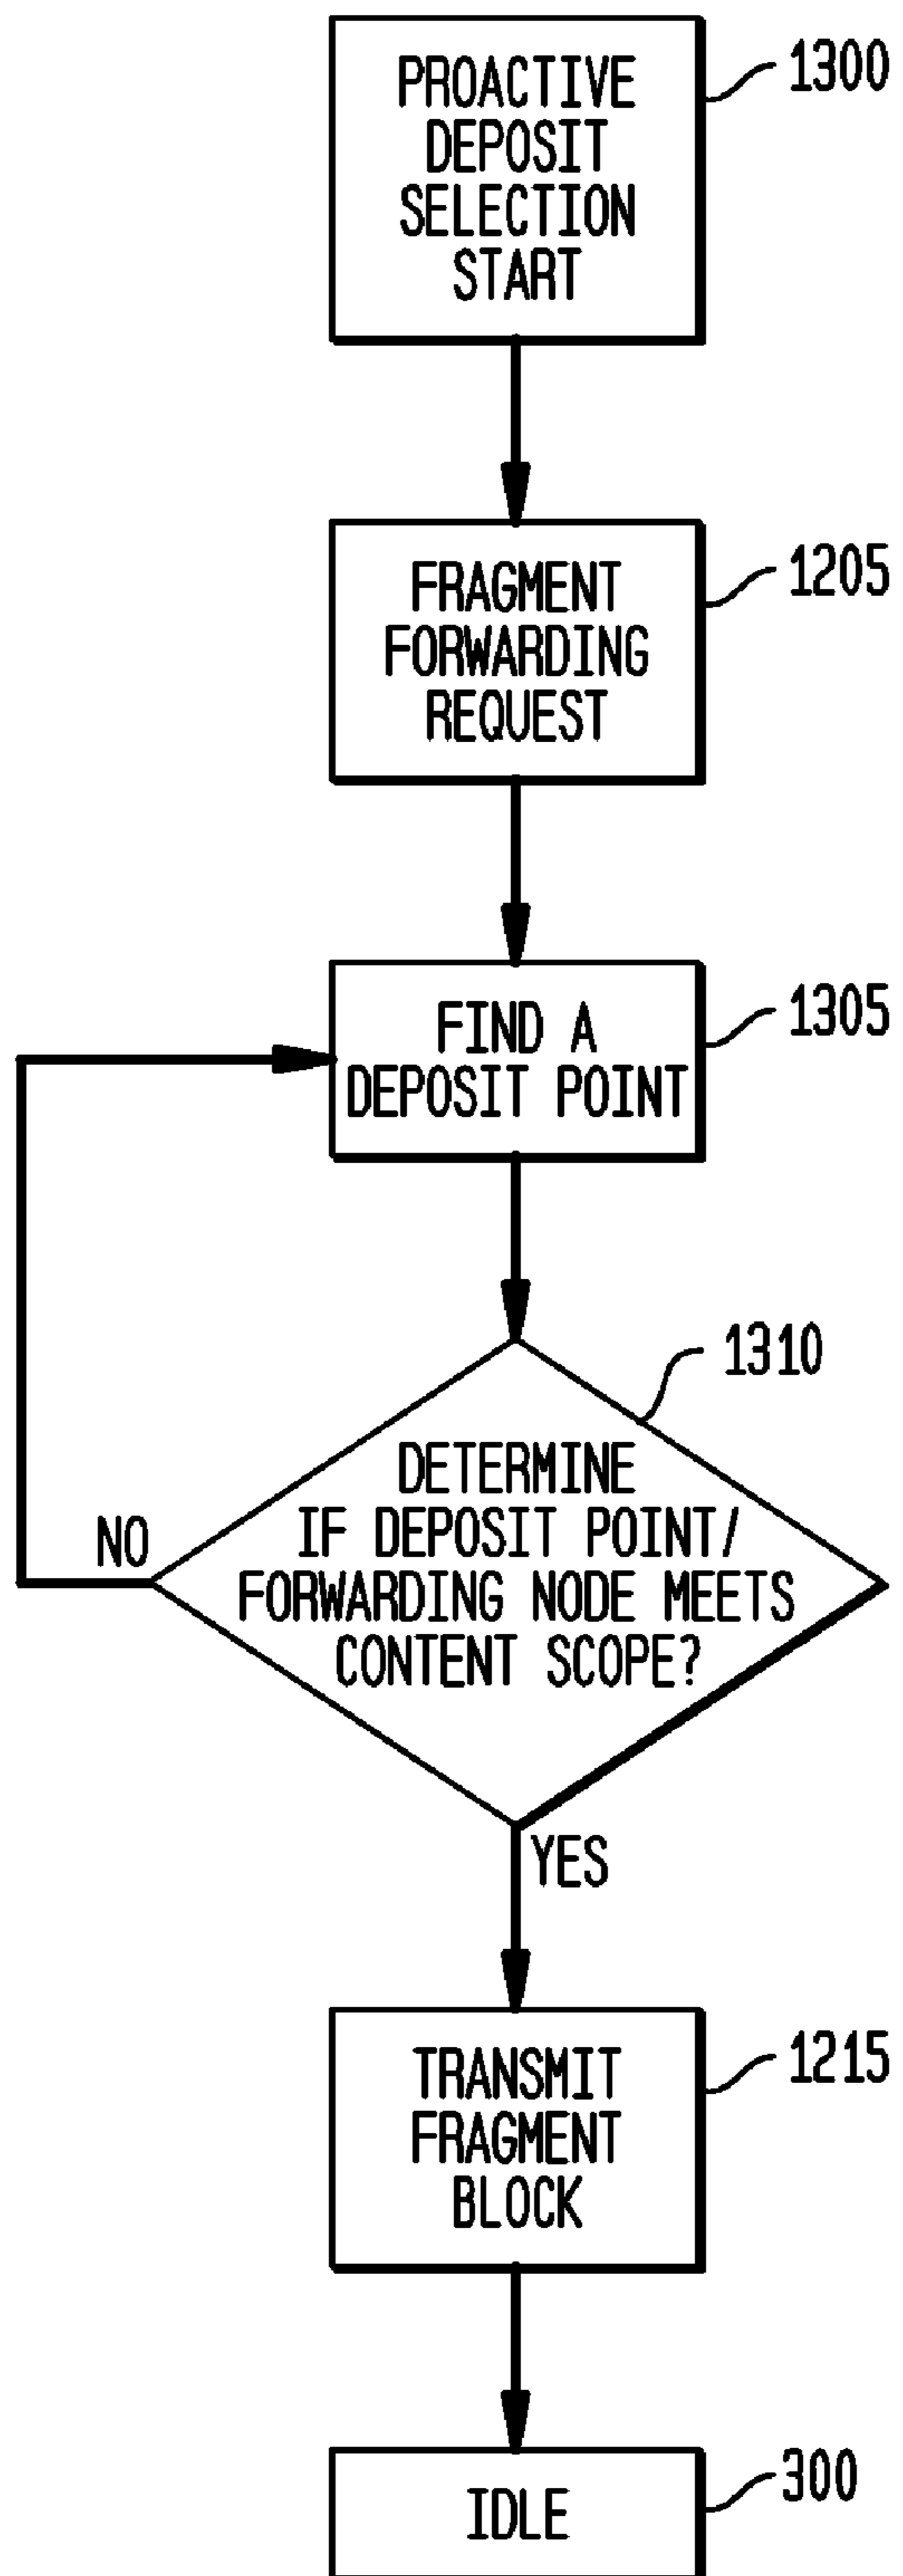 PROACTIVE
DEPOSIT
SELECTION
START
1300
FRAGMENT
FORWARDING
REQUEST
1205
FIND A
DEPOSIT POINT
1305
1310
DETERMINE
IF DEPOSIT POINT/
FORWARDING NODE MEETS
CONTENT SCOPE?
NO
YES
TRANSMIT
FRAGMENT
BLOCK
1215
IDLE
300